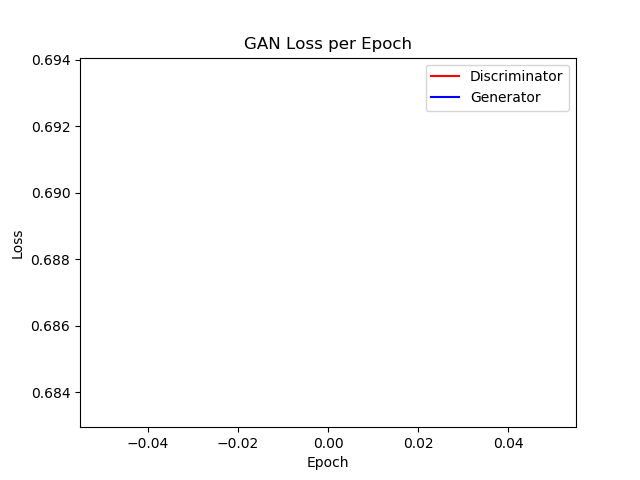 GAN Loss per Epoch
Discriminator
Generator
0.694
0.692
0.690
0.688
0.686
0.684
Loss
−0.04
−0.02
0.00
0.02
0.04
Epoch